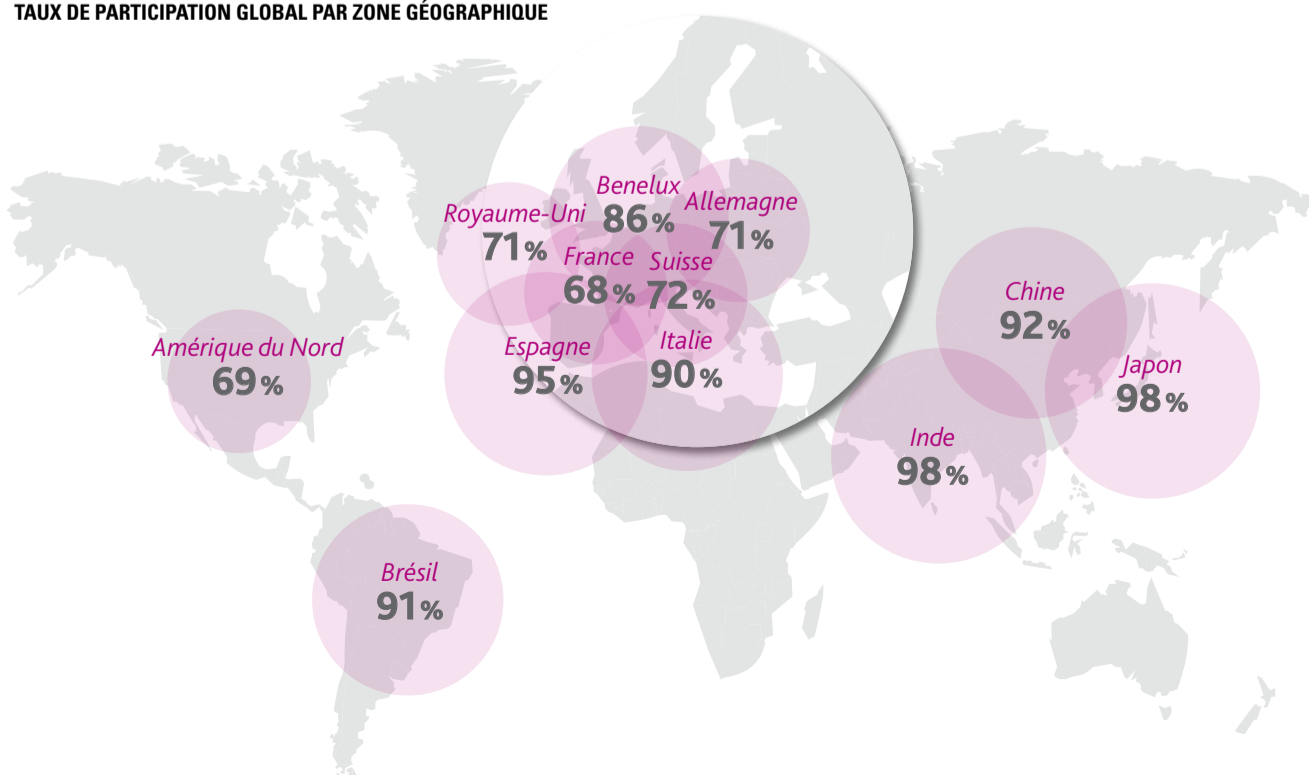 TAUX DE PARTICIPATION GLOBAL PAR ZONE GÉOGRAPHIQUE
Benelux
86%
Allemagne
71%
Royaume-Uni
71%
France
68%
Suisse
72%
Chine
92%
Amérique du Nord
69%
Espagne
95%
Italie
90%
Japon
98%
Inde
98%
Brésil
91%